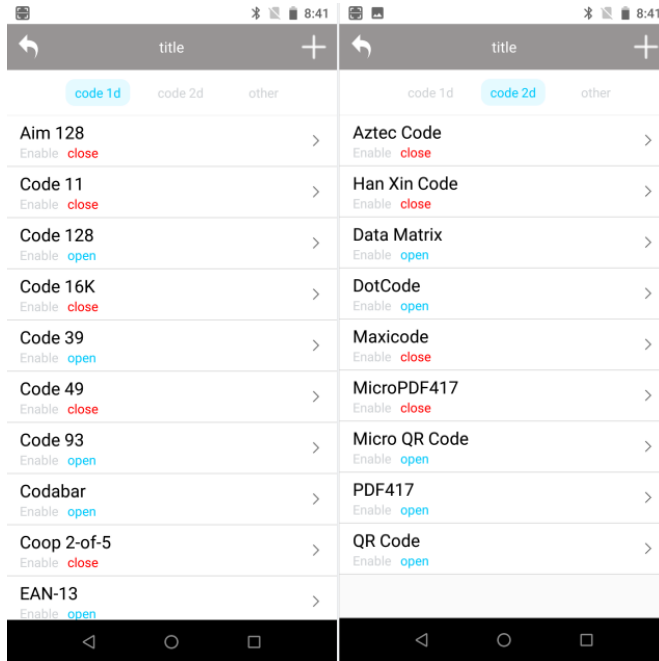 8:41
title
code 1d code 2d other
Aim 128
Enable close
Code 11
Enable close
Code 128
Enable open
Code 16K
Enable close
Code 39
Enable open
Code 49
Enable close
Code 93
Enable open
Codabar
Enable open
Coop 2-of-5
Enable close
EAN-13
Enable open
8:41
title
code 1d code 2d other
Aztec Code
Enable close
Han Xin Code
Enable close
Data Matrix
Enable open
DotCode
Enable open
Maxicode
Enable close
MicroPDF417
Enable close
Micro QR Code
Enable open
PDF417
Enable open
QR Code
Enable open